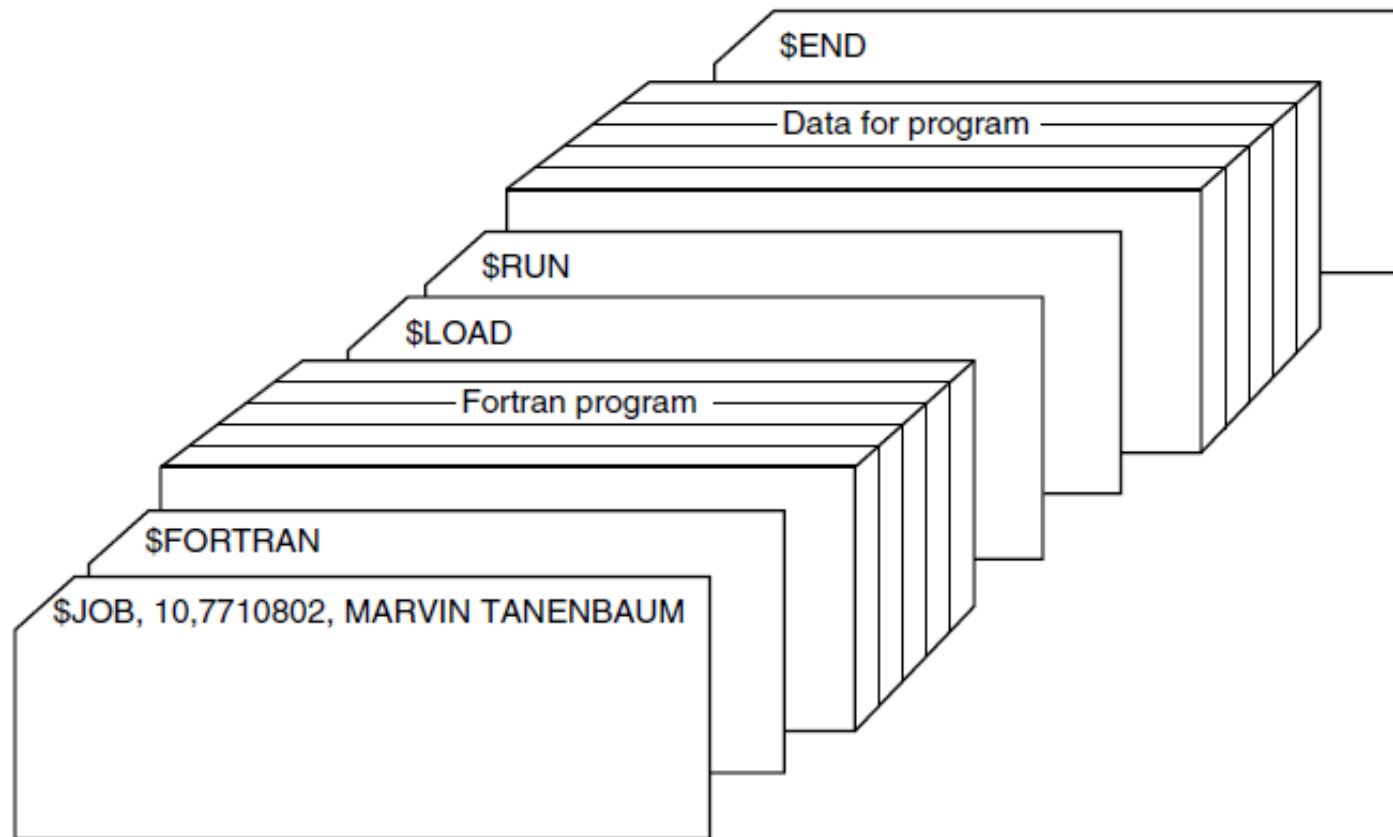 $END
Data for program
$RUN
$LOAD
Fortran program
$FORTRAN
$JOB, 10,7710802, MARVIN TANENBAUM